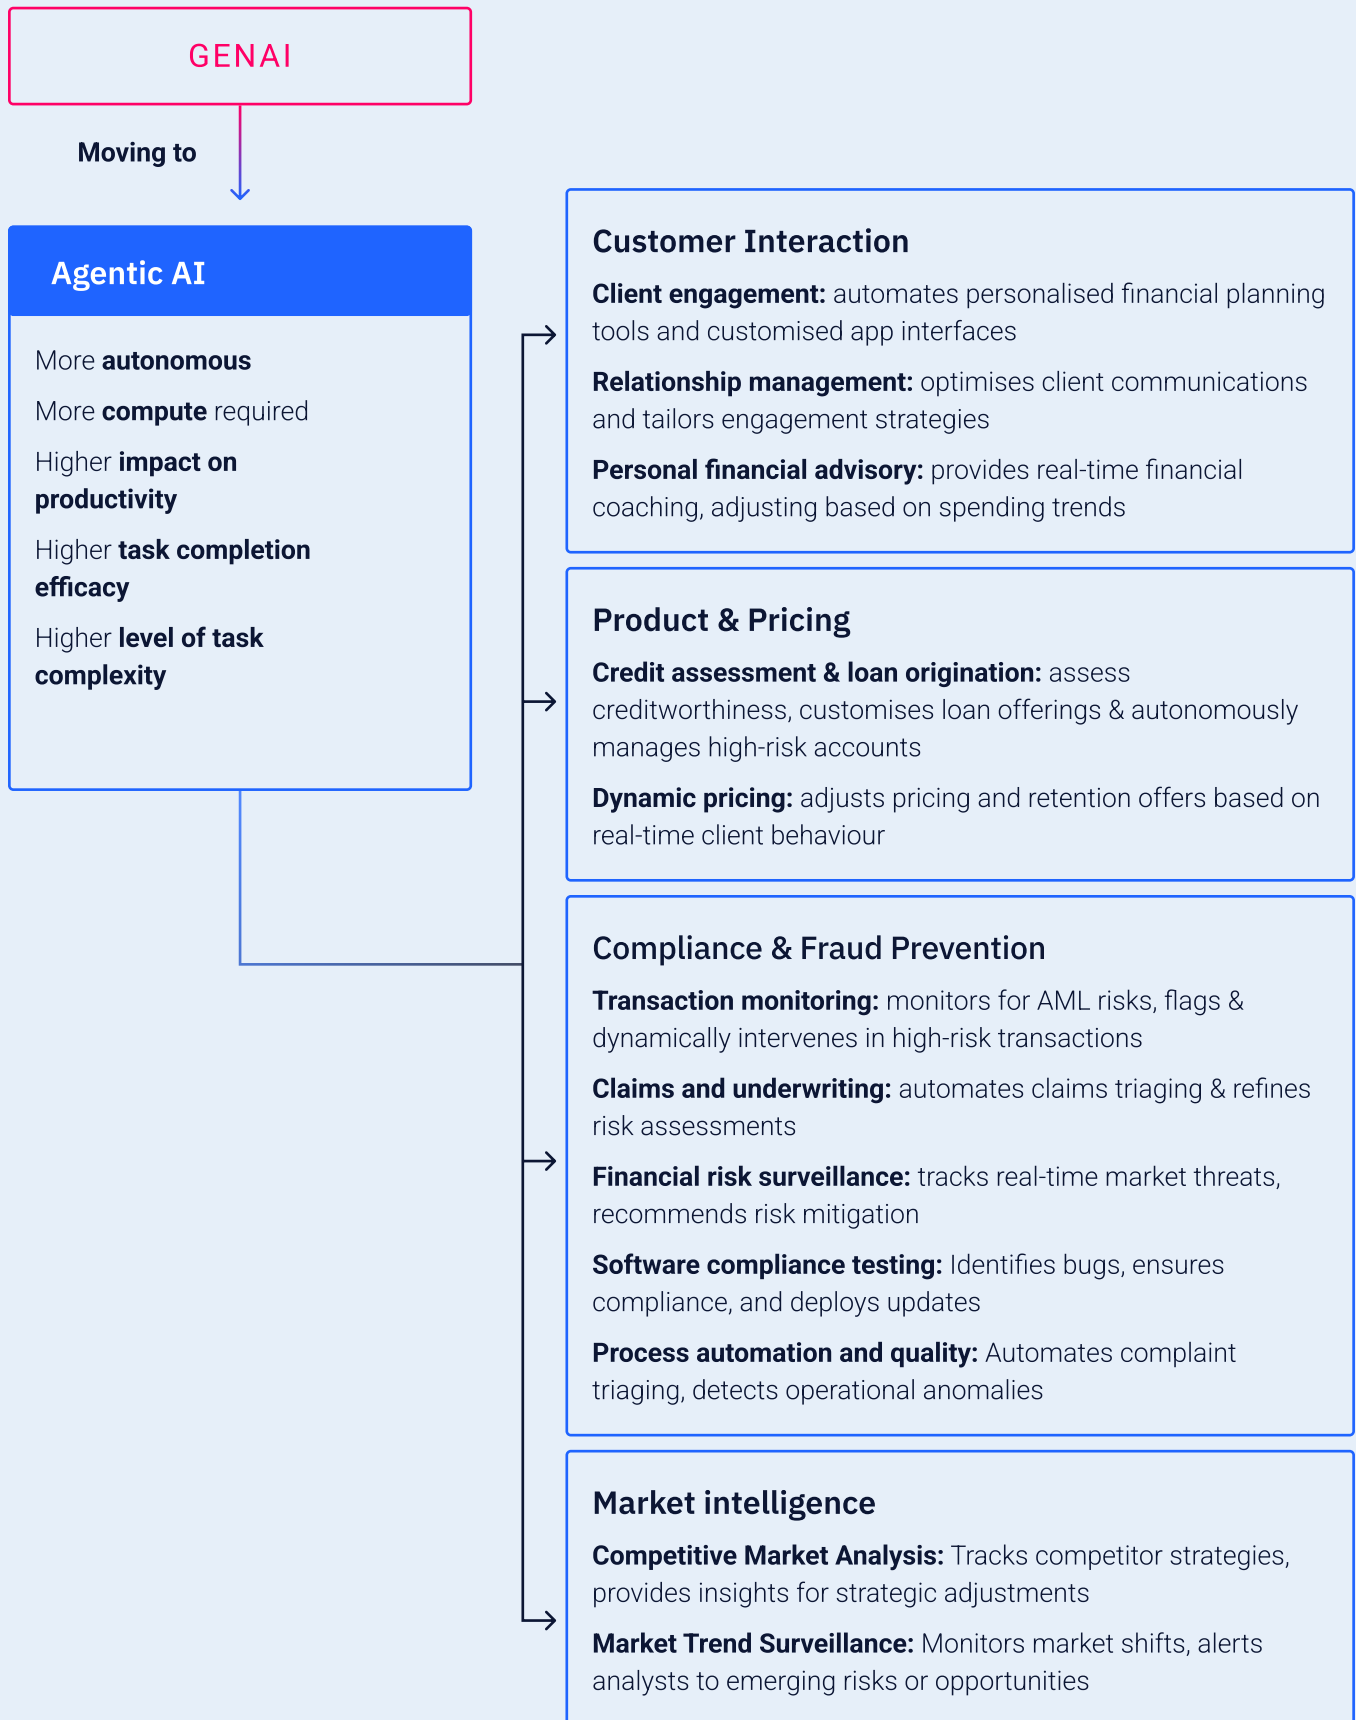 GENAI
Moving to
Agentic AI
More autonomous
More compute required
Higher impact on
productivity
Higher task completion
efficacy
Higher level of task
complexity
Customer Interaction
Client engagement: automates personalised financial planning
tools and customised app interfaces
Relationship management: optimises client communications
and tailors engagement strategies
Personal financial advisory: provides real-time financial
coaching, adjusting based on spending trends
Product & Pricing
Credit assessment & loan origination: assess
creditworthiness, customises loan offerings & autonomously
manages high-risk accounts
Dynamic pricing: adjusts pricing and retention offers based on
real-time client behaviour
Compliance & Fraud Prevention
Transaction monitoring: monitors for AML risks, flags &
dynamically intervenes in high-risk transactions
Claims and underwriting: automates claims triaging & refines
risk assessments
Financial risk surveillance: tracks real-time market threats,
recommends risk mitigation
Software compliance testing: Identifies bugs, ensures
compliance, and deploys updates
Process automation and quality: Automates complaint
triaging, detects operational anomalies
Market intelligence
Competitive Market Analysis: Tracks competitor strategies,
provides insights for strategic adjustments
Market Trend Surveillance: Monitors market shifts, alerts
analysts to emerging risks or opportunities